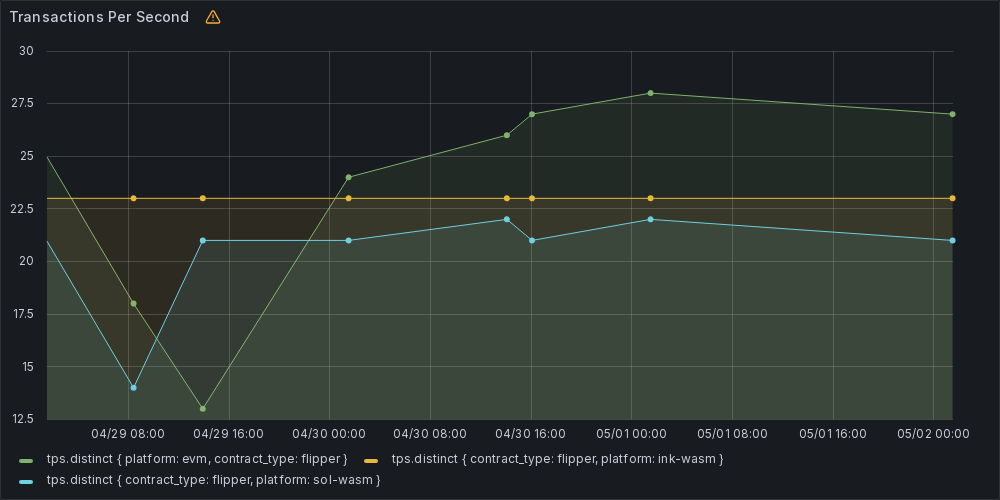 Transactions Per Second
30
27.5
25
22.5
20
17.5
15
12.5
04/29 08:00 04/29 16:00 04/30 00:00 04/30 08:00 04/30 16:00 05/01 00:00 05/01 08:00 05/01 16:00 05/02 00:00
tps.distinct { platform: evm, contract_type: flipper } tps.distinct { contract_type: flipper, platform: ink-wasm }
tps.distinct { contract_type: flipper, platform: sol-wasm }